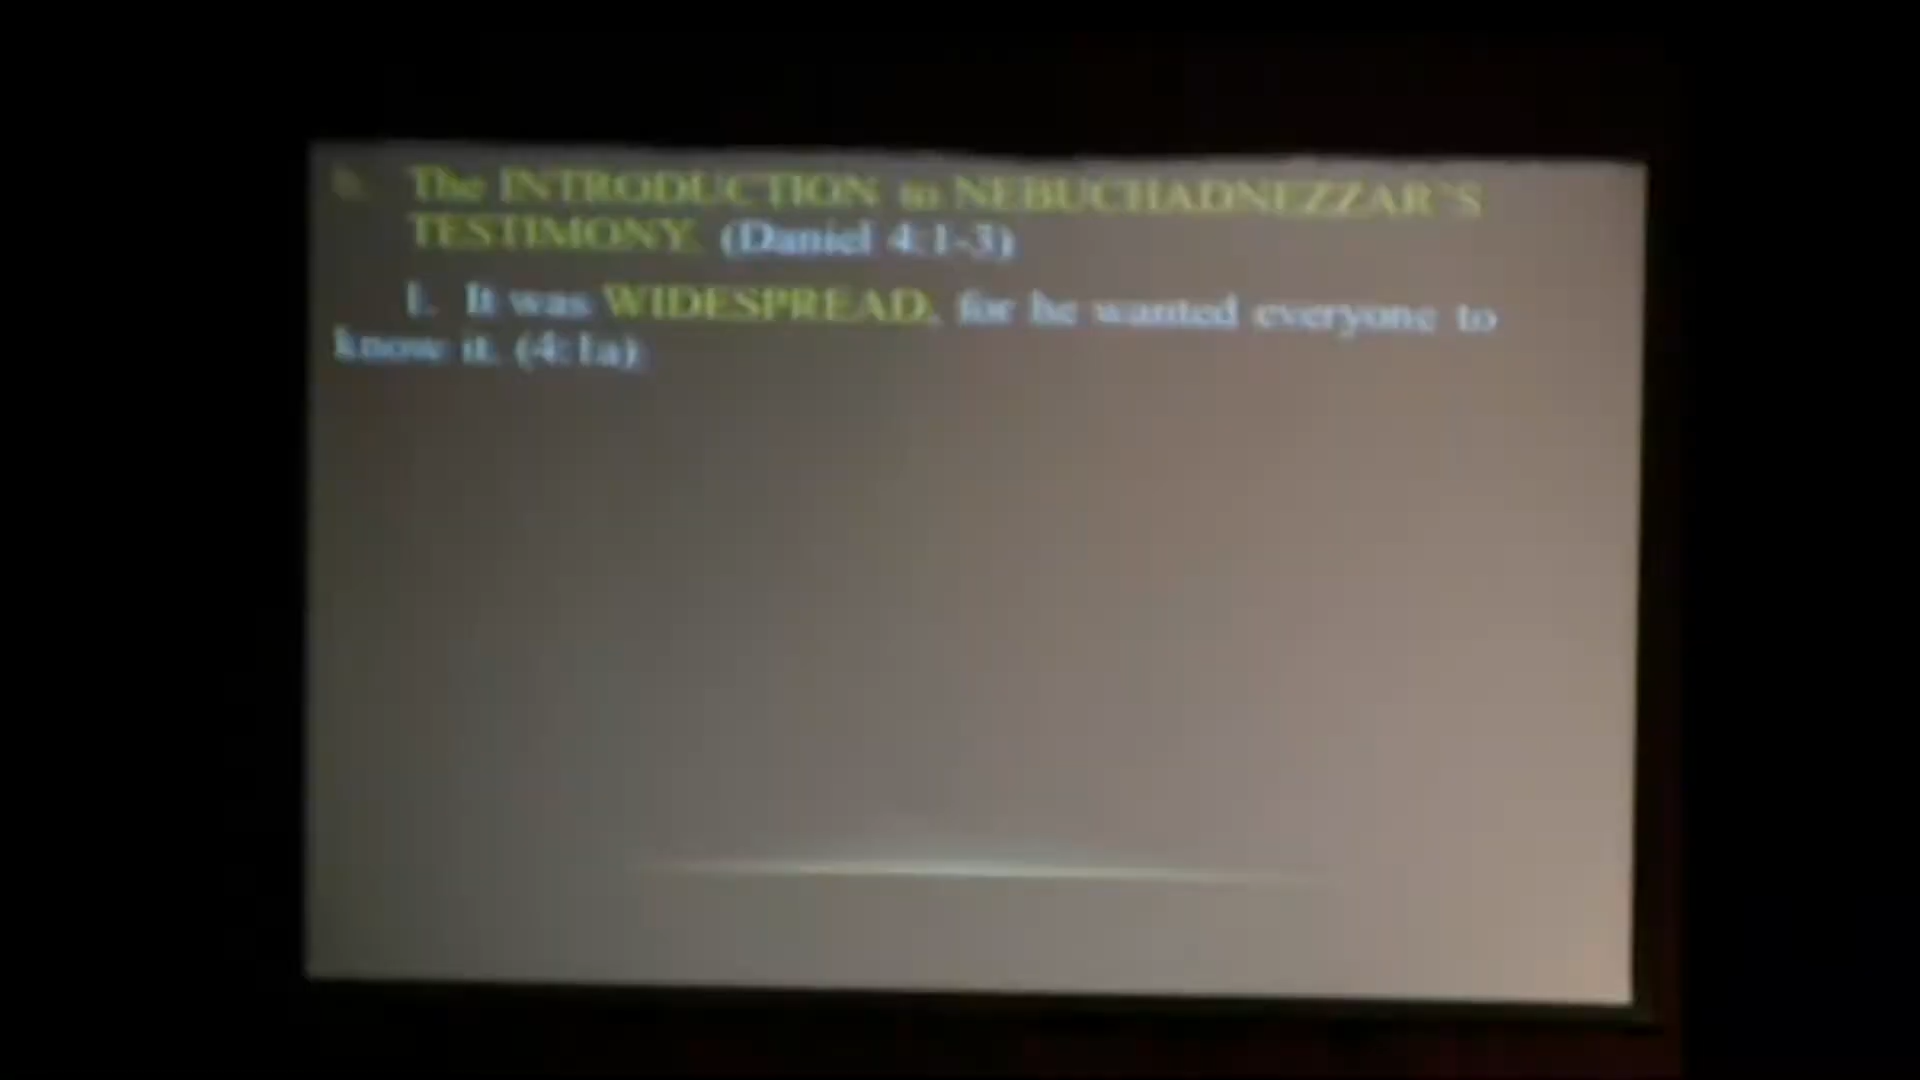 The INTRODUCTION to NEBUCHADNEZZAR'S
TESTIMONY. (Daniel 4:1-3)
1. It was WIDESPREAD, for he wanted everyone to
know it. (4:1a)